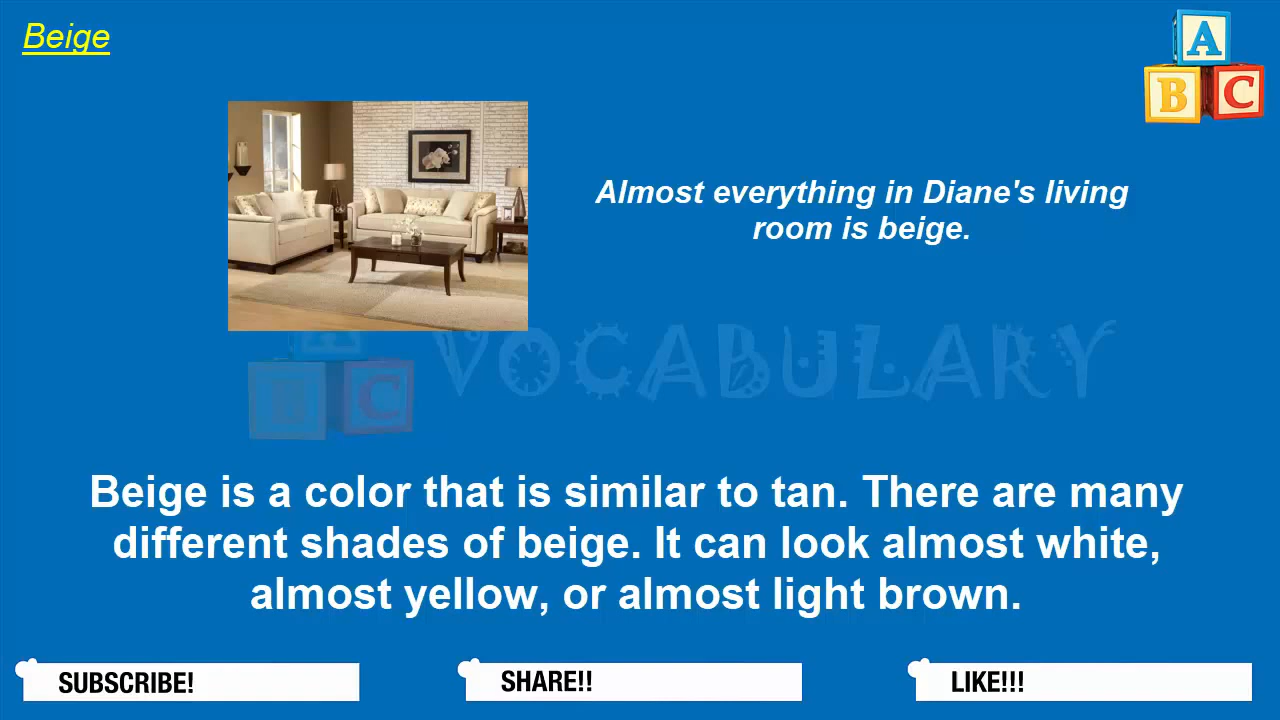 Beige
A
B C
Almost everything in Diane's living
room is beige.
A
B C
VOCABULARY
Beige is a color that is similar to tan. There are many
different shades of beige. It can look almost white,
almost yellow, or almost light brown.
SUBSCRIBE!
SHARE!!
LIKE!!!